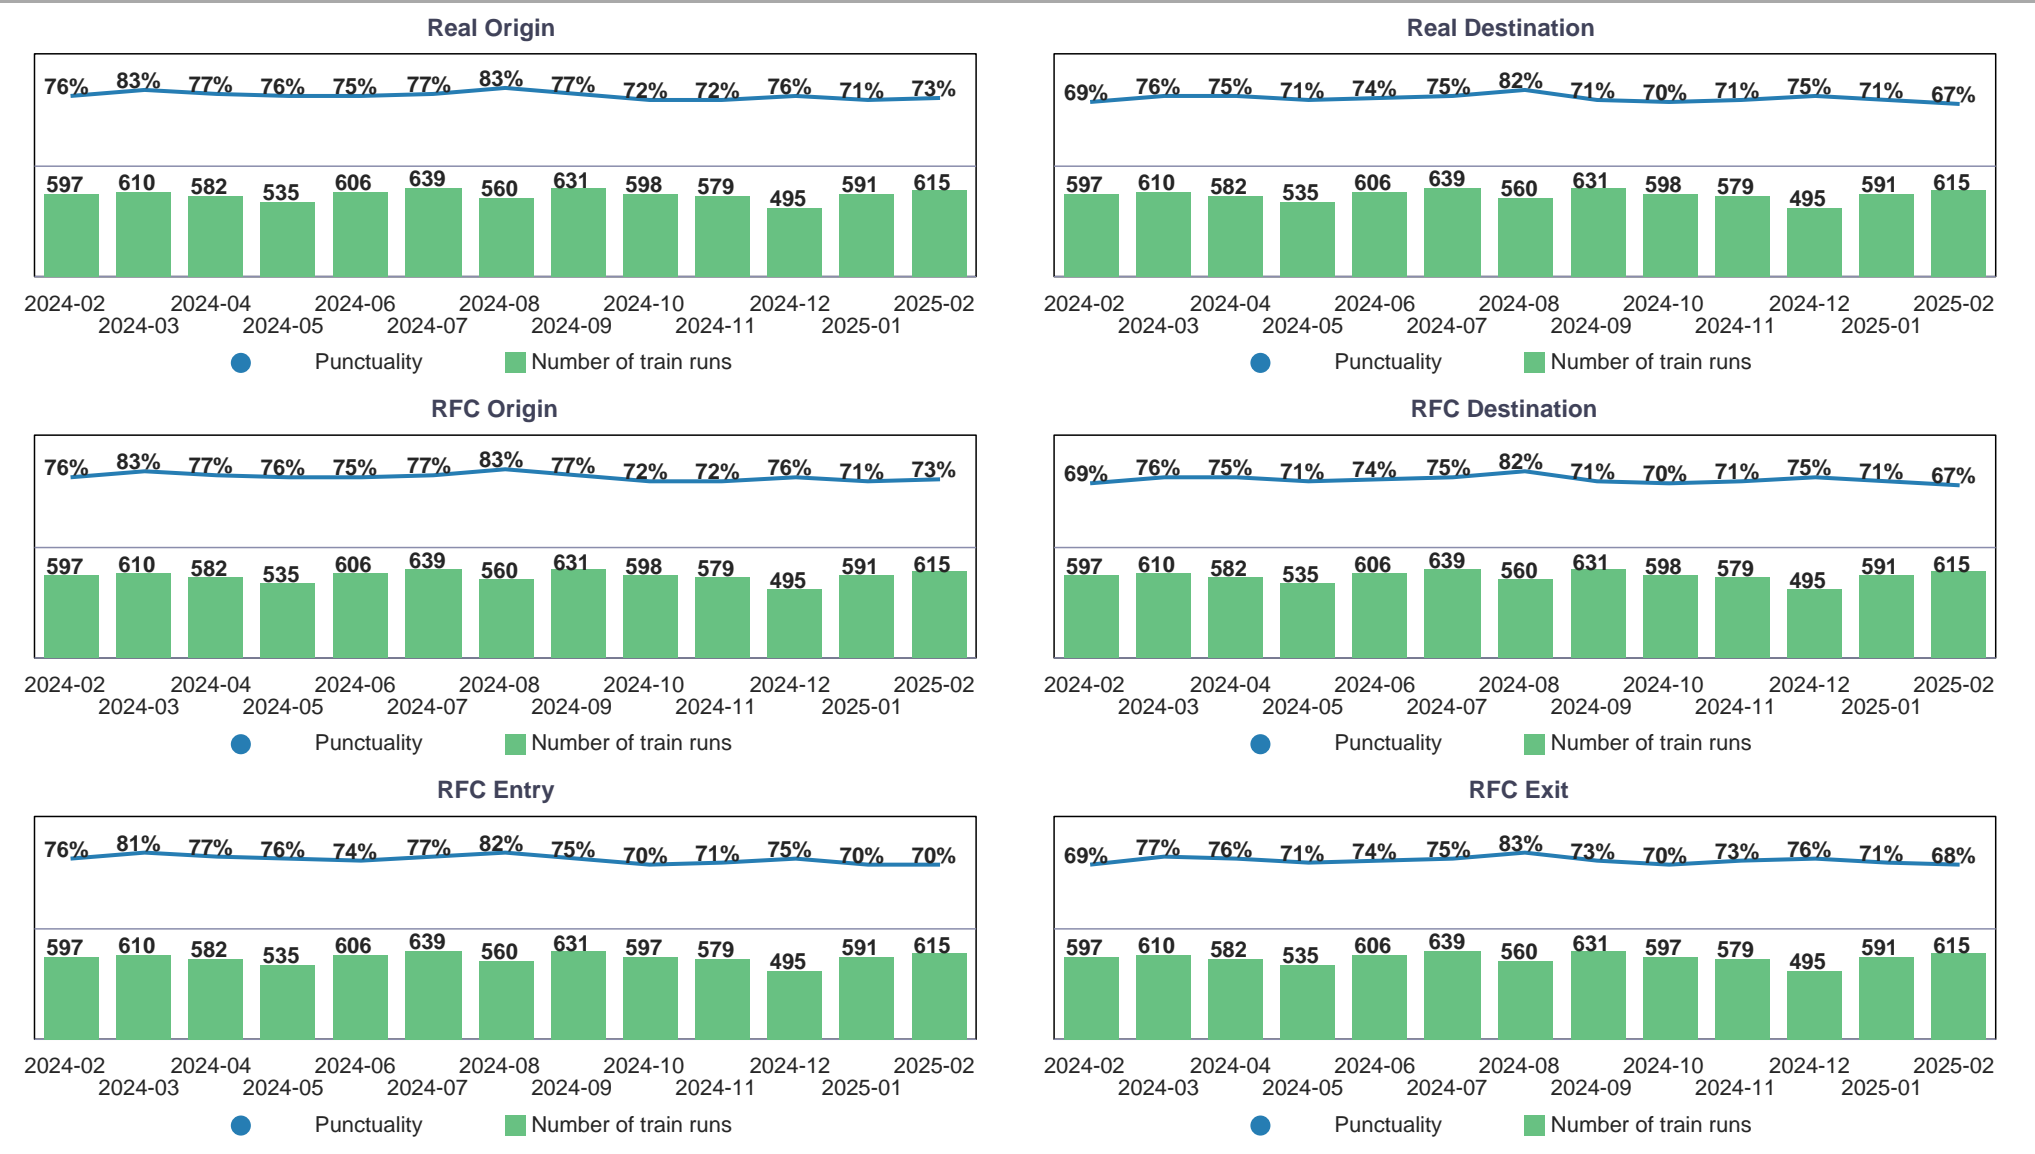 Real Origin
76% 83% 77% 76% 75% 77% 83% 77% 72% 72% 76% 71% 73%
597 610 582 535 606 639 560 631 598 579 495 591 615
2024-02 2024-04 2024-06 2024-08 2024-10 2024-12 2025-02
2024-03 2024-05 2024-07 2024-09 2024-11 2025-01
Punctuality Number of train runs
Real Destination
69% 76% 75% 71% 74% 75% 82% 71% 70% 71% 75% 71% 67%
597 610 582 535 606 639 560 631 598 579 495 591 615
2024-02 2024-04 2024-06 2024-08 2024-10 2024-12 2025-02
2024-03 2024-05 2024-07 2024-09 2024-11 2025-01
Punctuality Number of train runs
RFC Origin
76% 83% 77% 76% 75% 77% 83% 77% 72% 72% 76% 71% 73%
597 610 582 535 606 639 560 631 598 579 495 591 615
2024-02 2024-04 2024-06 2024-08 2024-10 2024-12 2025-02
2024-03 2024-05 2024-07 2024-09 2024-11 2025-01
Punctuality Number of train runs
RFC Destination
69% 76% 75% 71% 74% 75% 82% 71% 70% 71% 75% 71% 67%
597 610 582 535 606 639 560 631 598 579 495 591 615
2024-02 2024-04 2024-06 2024-08 2024-10 2024-12 2025-02
2024-03 2024-05 2024-07 2024-09 2024-11 2025-01
Punctuality Number of train runs
RFC Entry
76% 81% 77% 76% 74% 77% 82% 75% 70% 71% 75% 70% 70%
597 610 582 535 606 639 560 631 597 579 495 591 615
2024-02 2024-04 2024-06 2024-08 2024-10 2024-12 2025-02
2024-03 2024-05 2024-07 2024-09 2024-11 2025-01
Punctuality Number of train runs
RFC Exit
69% 77% 76% 71% 74% 75% 83% 73% 70% 73% 76% 71% 68%
597 610 582 535 606 639 560 631 597 579 495 591 615
2024-02 2024-04 2024-06 2024-08 2024-10 2024-12 2025-02
2024-03 2024-05 2024-07 2024-09 2024-11 2025-01
Punctuality Number of train runs